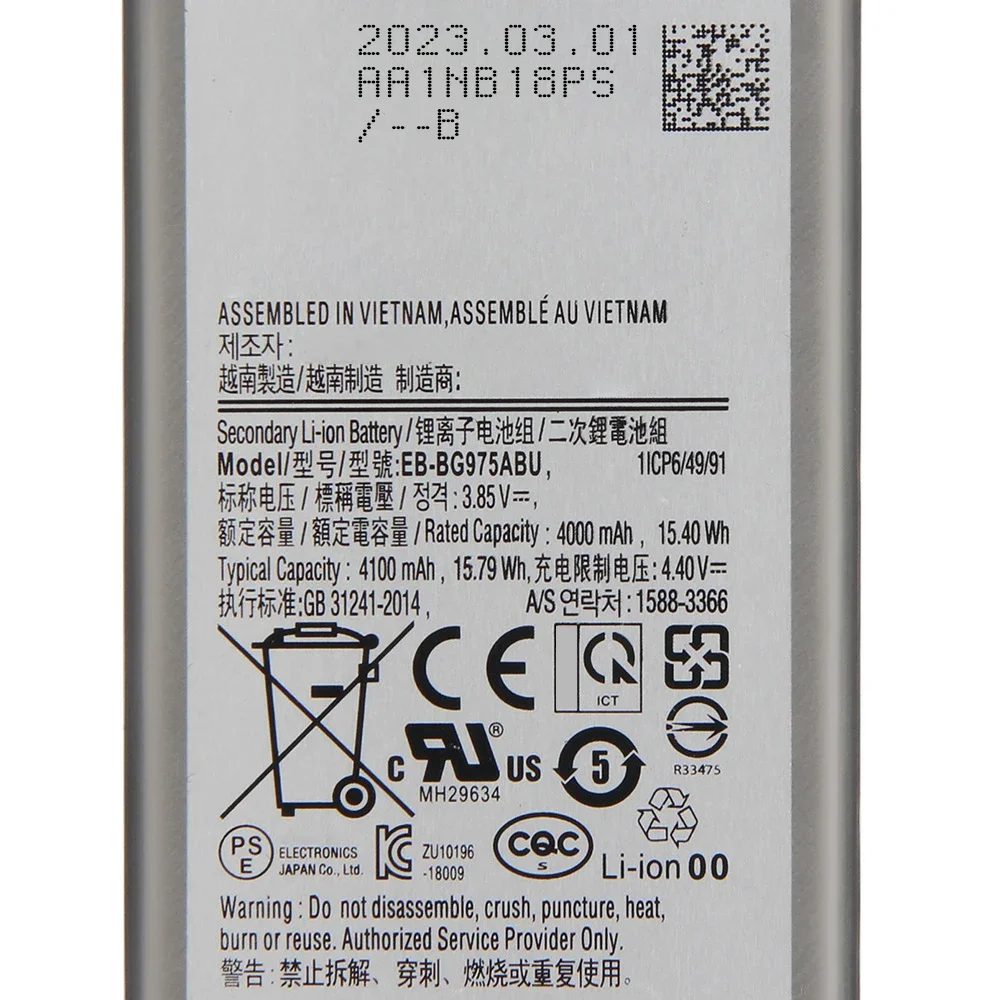 2023.03.01
AA1NB18PS
/--B
ASSEMBLED IN VIETNAM,ASSEMBLÉ AU VIETNAM
제조자:
越南製造/越南制造 制造商:
Secondary Li-ion Battery/锂离子电池组/二次鋰電池組
Model/型号/型號:EB-BG975ABU, 1ICP6/49/91
标称电压/標稱電壓/정격:3.85V⎓,
额定容量/額定電容量/Rated Capacity: 4000 mAh, 15.40 Wh
Typical Capacity: 4100 mAh, 15.79 Wh,充电限制电压:4.40V⎓
执行标准:GB 31241-2014, A/S 연락처:1588-3366
CE
ICT
c RU ® US
MH29634
5
R33475
PS
E
ELECTRONICS
JAPAN Co., Ltd.
KC
ZU10196
-18009
CQC
S
Li-ion 00
Warning: Do not disassemble, crush, puncture, heat,
burn or reuse. Authorized Service Provider Only.
警告:禁止拆解、穿刺、燃烧或重复使用。